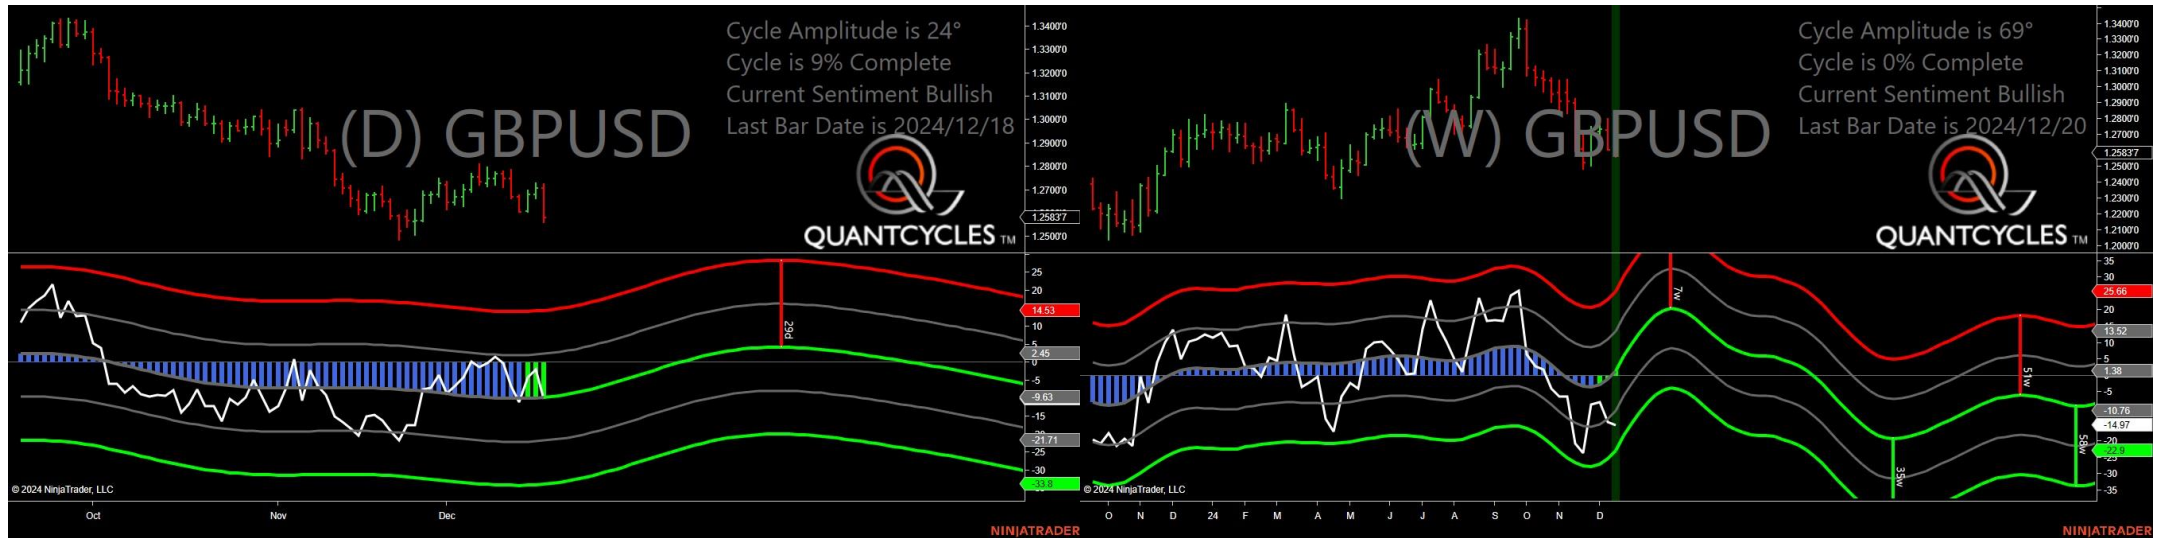 Cycle Amplitude is 24°
Cycle is 9% Complete
Current Sentiment Bullish
Last Bar Date is 2024/12/18
(D) GBPUSD
QUANTCYCLES TM
1.3400'0
1.3300'0
1.3200'0
1.3100'0
1.3000'0
1.2900'0
1.2800'0
1.2700'0
1.2583'7
1.2500'0
25
20
14.53
10
5
2.45
0
-5
-9.63
-15
-21.71
-25
-30
-33.8
29d
© 2024 NinjaTrader, LLC
Oct
Nov
Dec
NINJATRADER
Cycle Amplitude is 69°
Cycle is 0% Complete
Current Sentiment Bullish
Last Bar Date is 2024/12/20
(W) GBPUSD
QUANTCYCLES TM
1.3400'0
1.3300'0
1.3200'0
1.3100'0
1.3000'0
1.2900'0
1.2800'0
1.2700'0
1.2583'7
1.2500'0
1.2400'0
1.2300'0
1.2200'0
1.2100'0
1.2000'0
35
30
25.66
20
13.52
10
5
1.38
-5
-10.76
-14.97
-20
-22.9
-25
-30
-35
7w
51w
35w
58w
© 2024 NinjaTrader, LLC
O N D 24 F M A M J J A S O N D
NINJATRADER